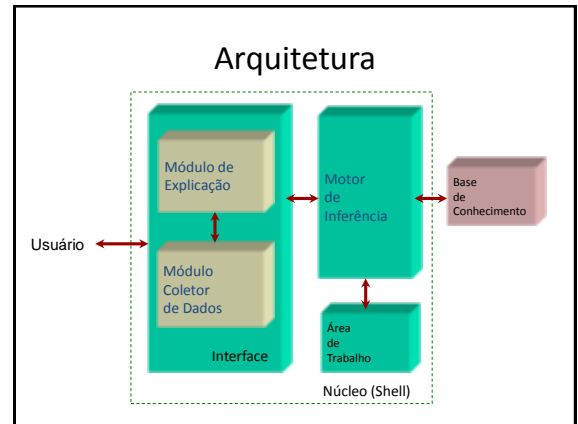 Arquitetura
Módulo de
Explicação
Motor
de
Inferência
Base
de
Conhecimento
Usuário
Módulo
Coletor
de Dados
Área
de
Trabalho
Interface
Núcleo (Shell)